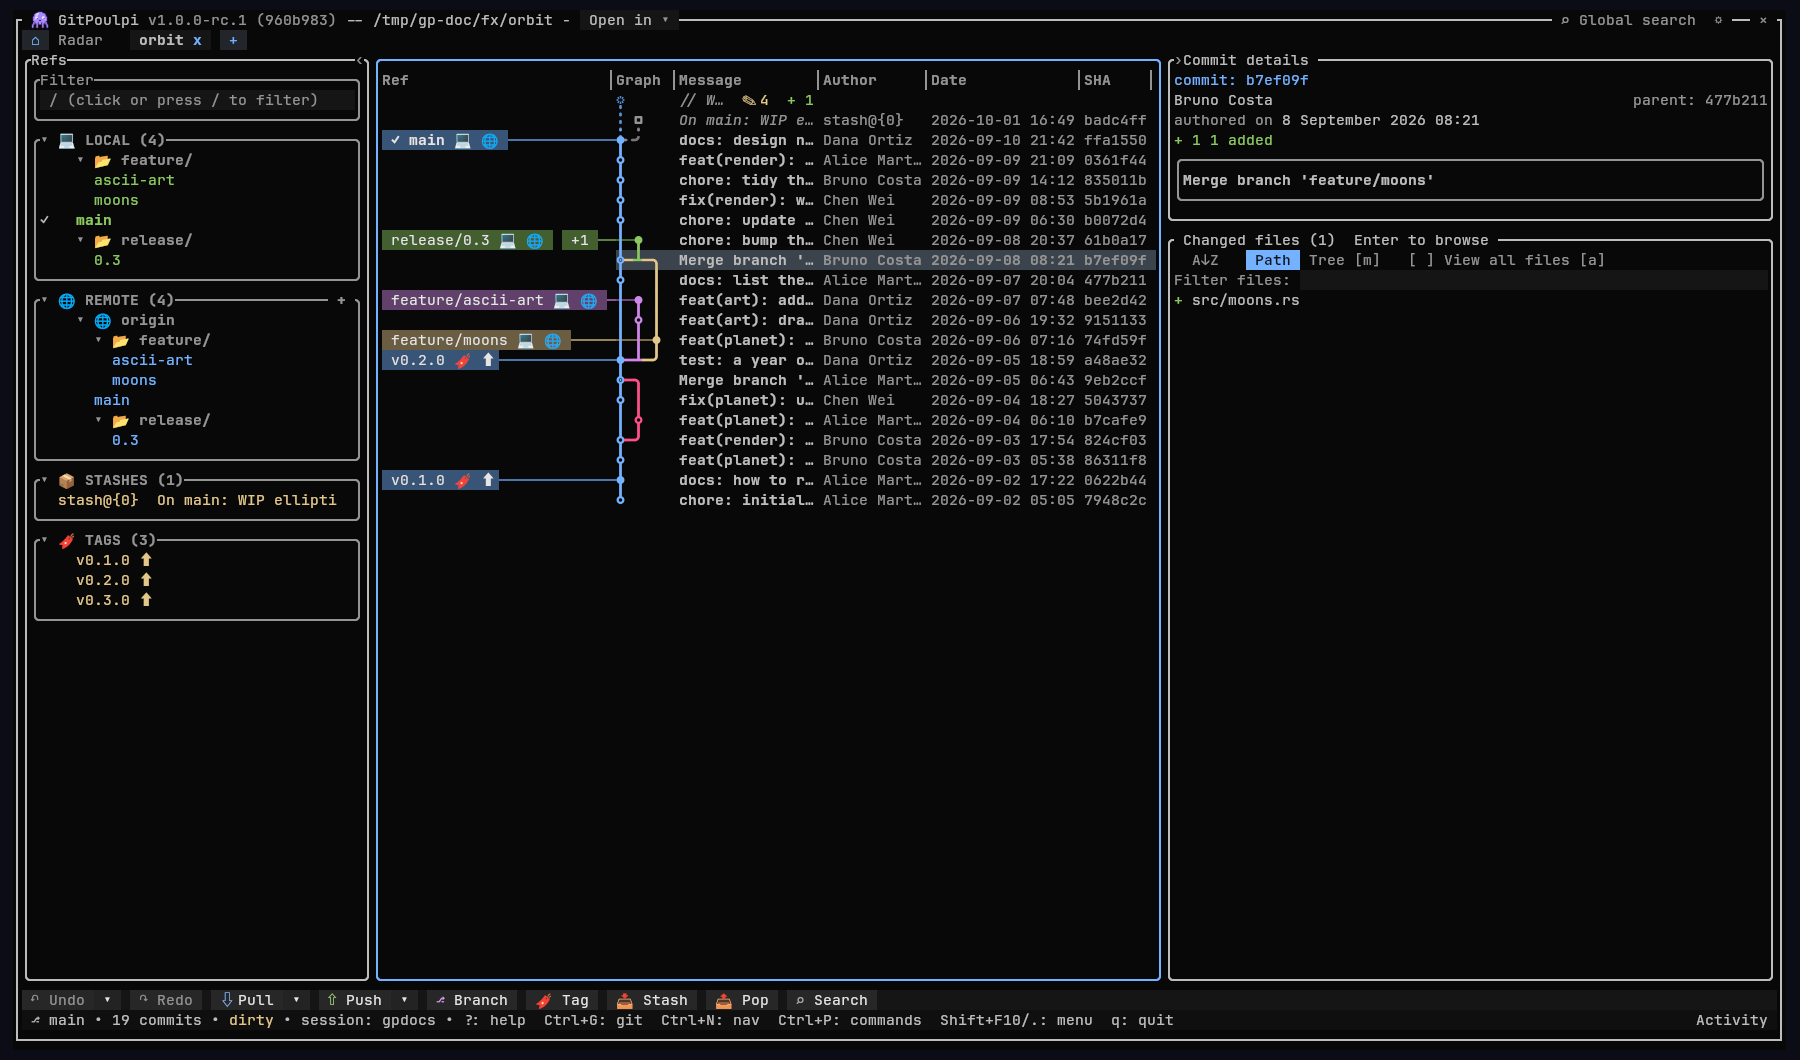 GitPoulpi v1.0.0-rc.1 (960b983) —— /tmp/gp-doc/fx/orbit - Open in ▾ ⌕ Global search ✕
⌂ Radar orbit x +
Refs
Filter
/ (click or press / to filter)
LOCAL (4)
feature/
ascii-art
moons
✓ main
release/
0.3
REMOTE (4) +
origin
feature/
ascii-art
moons
main
release/
0.3
STASHES (1)
stash@{0} On main: WIP ellipti
TAGS (3)
v0.1.0 ⬆
v0.2.0 ⬆
v0.3.0 ⬆
Ref Graph Message Author Date SHA
// W… ✎ 4 + 1
On main: WIP e… stash@{0} 2026-10-01 16:49 badc4ff
✓ main docs: design n… Dana Ortiz 2026-09-10 21:42 ffa1550
feat(render): … Alice Mart… 2026-09-09 21:09 0361f44
chore: tidy th… Bruno Costa 2026-09-09 14:12 835011b
fix(render): w… Chen Wei 2026-09-09 08:53 5b1961a
chore: update … Chen Wei 2026-09-09 06:30 b0072d4
release/0.3 +1 chore: bump th… Chen Wei 2026-09-08 20:37 61b0a17
Merge branch '… Bruno Costa 2026-09-08 08:21 b7ef09f
docs: list the… Alice Mart… 2026-09-07 20:04 477b211
feature/ascii-art feat(art): add… Dana Ortiz 2026-09-07 07:48 bee2d42
feat(art): dra… Dana Ortiz 2026-09-06 19:32 9151133
feature/moons feat(planet): … Bruno Costa 2026-09-06 07:16 74fd59f
v0.2.0 ⬆ test: a year o… Dana Ortiz 2026-09-05 18:59 a48ae32
Merge branch '… Alice Mart… 2026-09-05 06:43 9eb2ccf
fix(planet): u… Chen Wei 2026-09-04 18:27 5043737
feat(planet): … Alice Mart… 2026-09-04 06:10 b7cafe9
feat(render): … Bruno Costa 2026-09-03 17:54 824cf03
feat(planet): … Bruno Costa 2026-09-03 05:38 86311f8
v0.1.0 ⬆ docs: how to r… Alice Mart… 2026-09-02 17:22 0622b44
chore: initial… Alice Mart… 2026-09-02 05:05 7948c2c
Commit details
commit: b7ef09f
Bruno Costa parent: 477b211
authored on 8 September 2026 08:21
+ 1 1 added
Merge branch 'feature/moons'
Changed files (1) Enter to browse
A↓Z Path Tree [m] [ ] View all files [a]
Filter files:
+ src/moons.rs
Undo ▾ Redo Pull ▾ Push ▾ Branch Tag Stash Pop Search
main • 19 commits • dirty • session: gpdocs • ?: help Ctrl+G: git Ctrl+N: nav Ctrl+P: commands Shift+F10/.: menu q: quit Activity